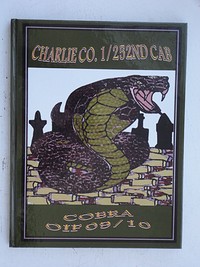 CHARLIE CO. 1/252ND CAB
COBRA
OIF 09/10